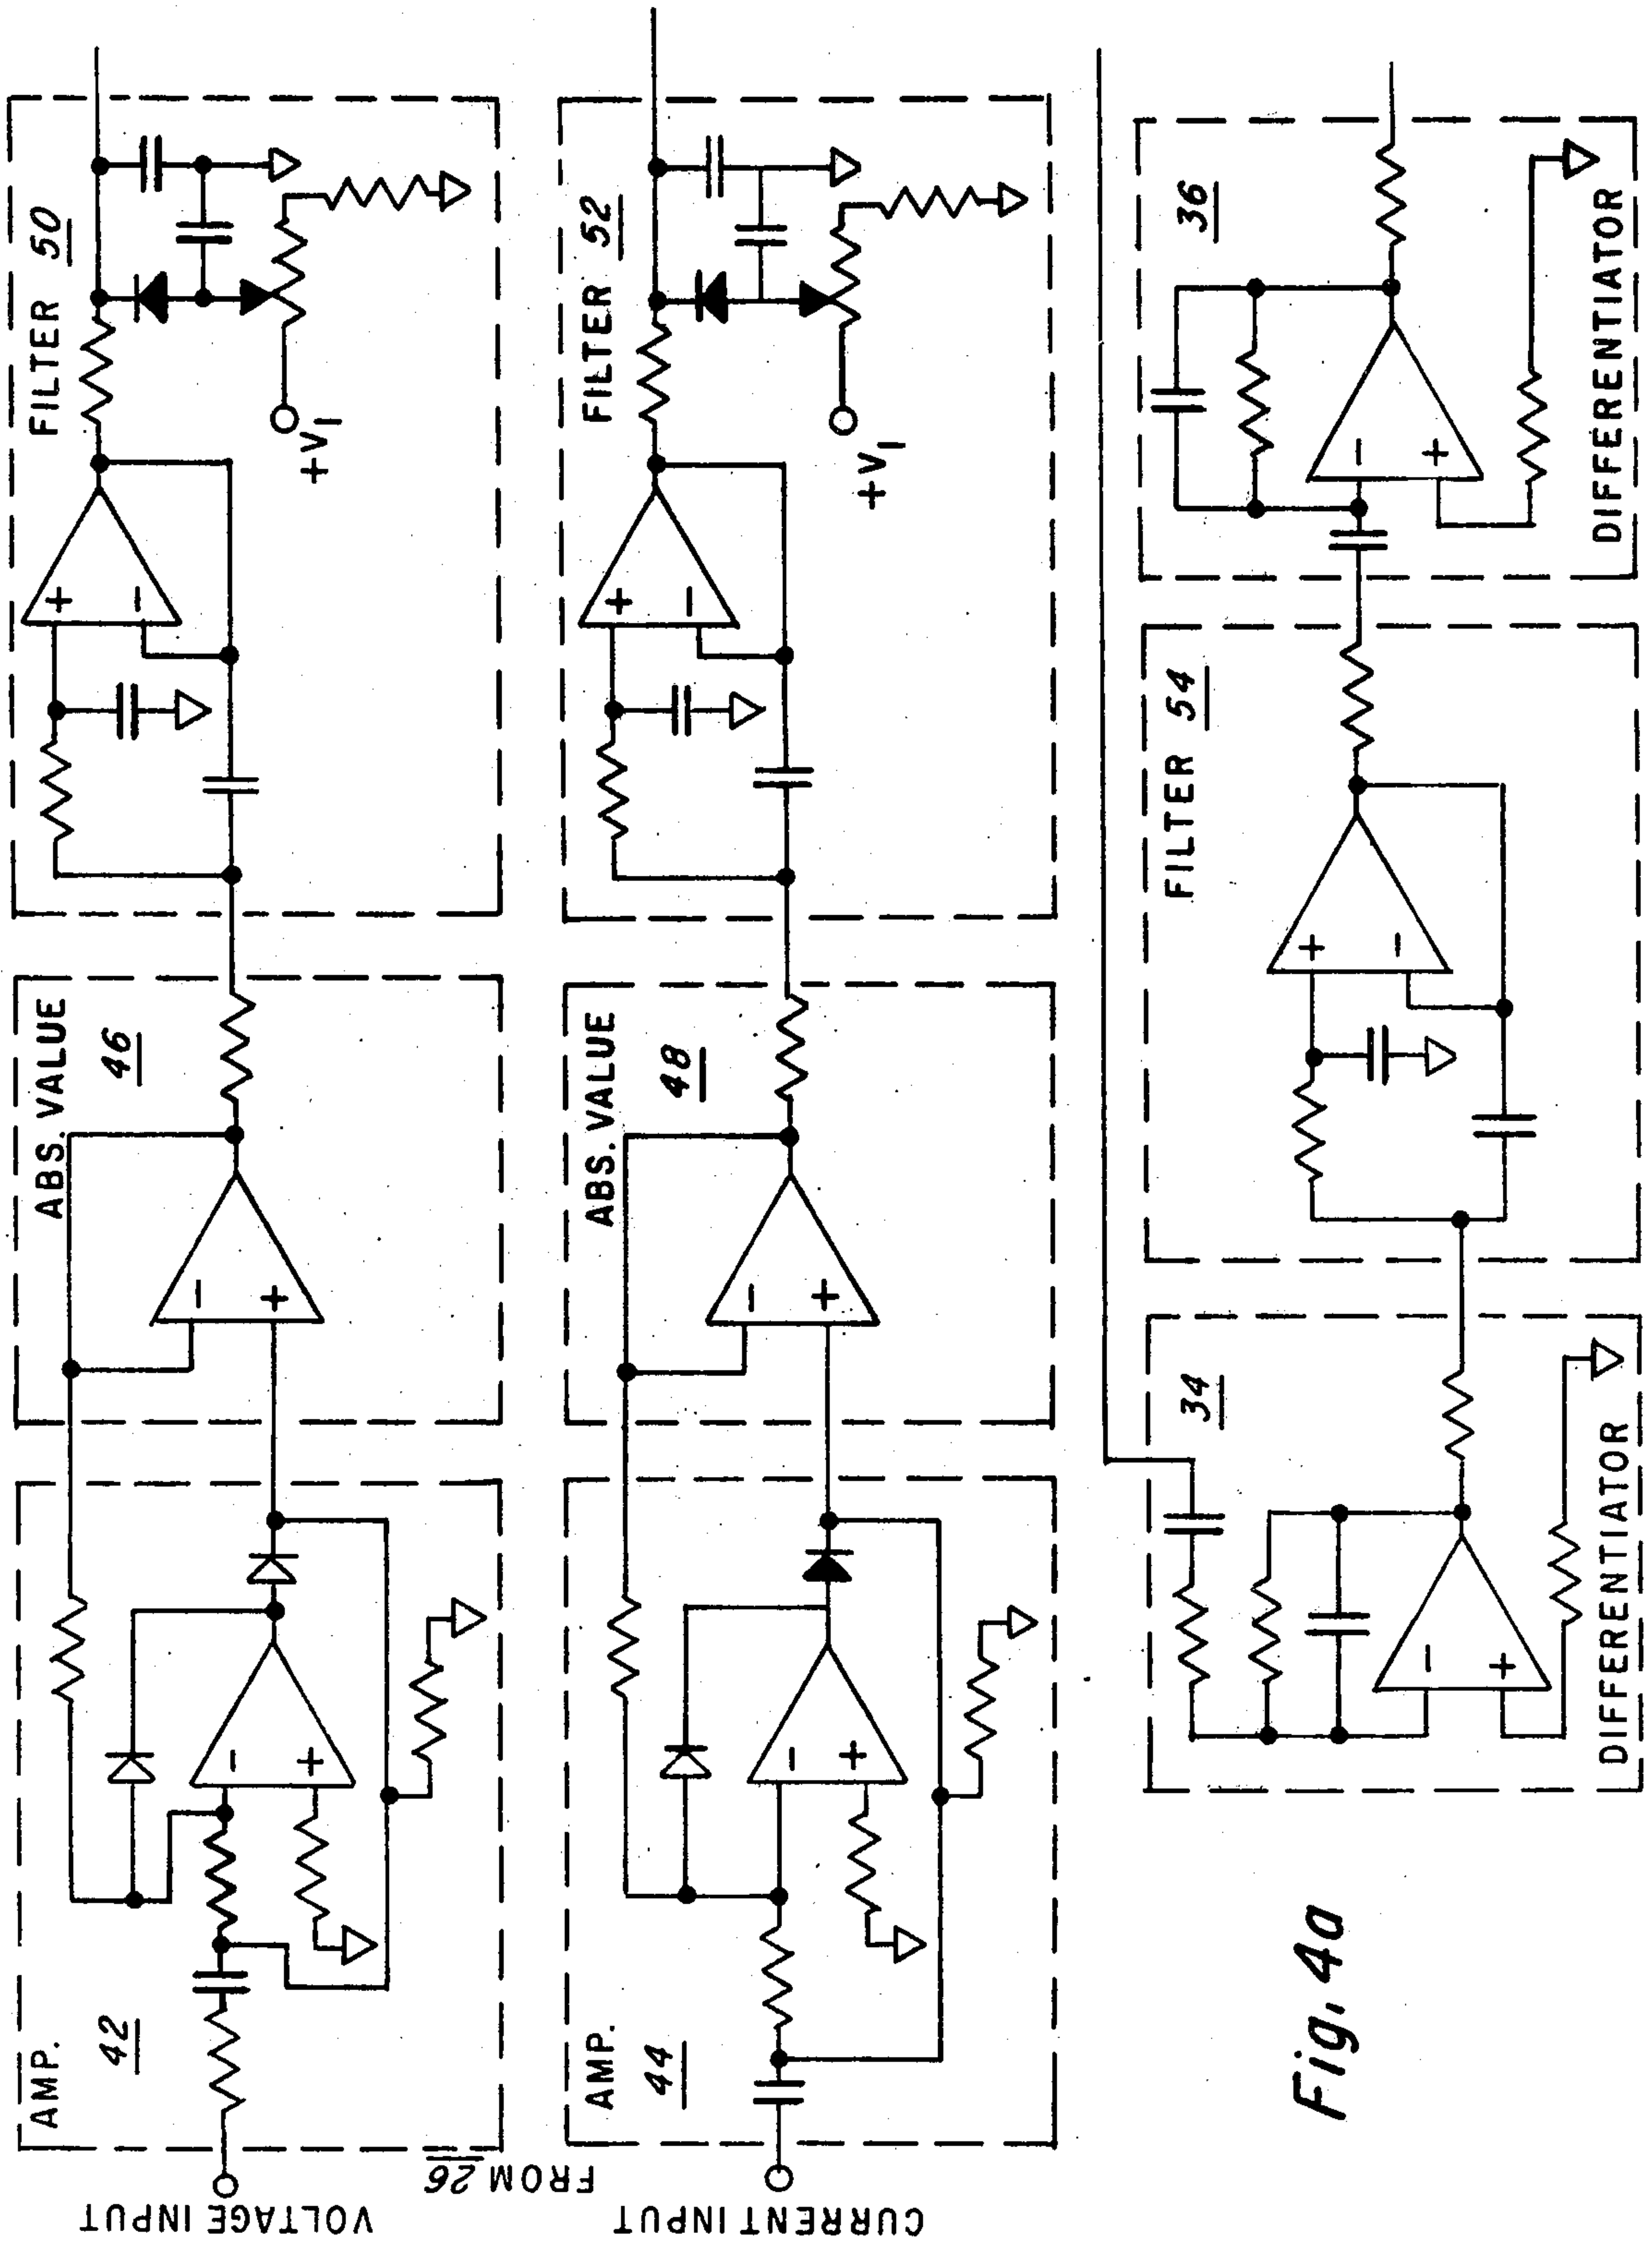 VOLTAGE INPUT
AMP.
42
ABS. VALUE
46
FILTER 50
+V1
- +
- +
+ -
FROM 26
CURRENT INPUT
AMP.
44
ABS. VALUE
48
FILTER 52
+V1
- +
- +
+ -
34
DIFFERENTIATOR
- +
FILTER 54
+ -
36
DIFFERENTIATOR
- +
Fig. 4a